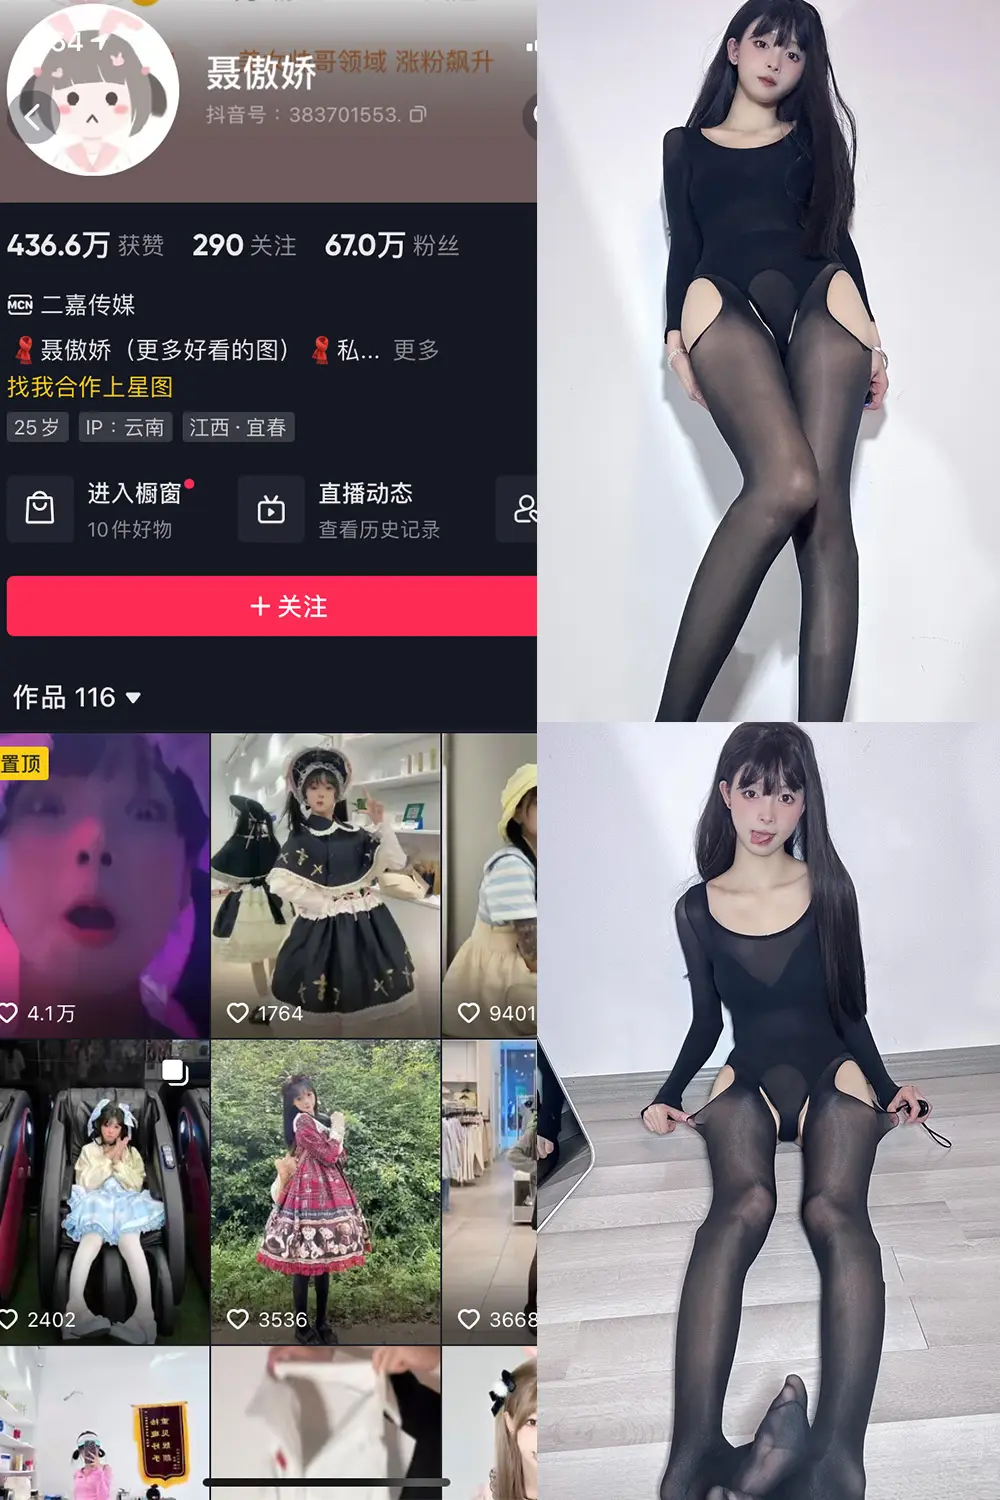 领域 涨粉飙升
聂傲娇
抖音号：383701553.
436.6万 获赞 290 关注 67.0万 粉丝
MCN 二嘉传媒
聂傲娇（更多好看的图） 私... 更多
找我合作上星图
25岁 IP：云南 江西·宜春
进入橱窗 直播动态
10件好物 查看历史记录
+ 关注
作品 116
置顶
4.1万 1764 9401
2402 3536 3668